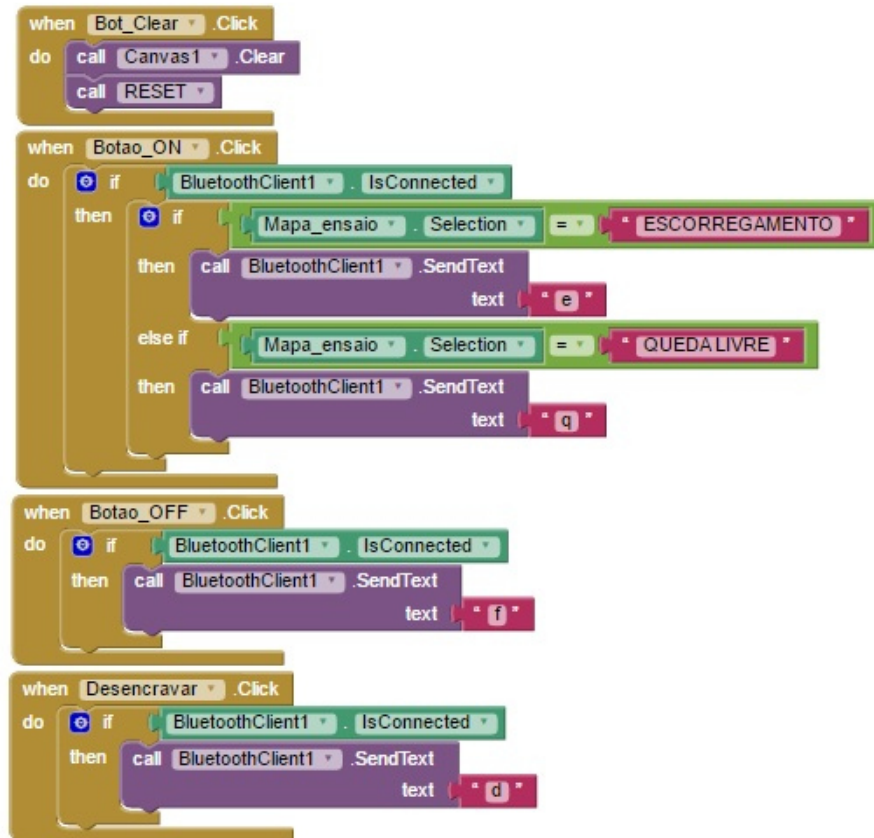 when Bot_Clear .Click
do call Canvas1 .Clear
call RESET
when Botao_ON .Click
do if BluetoothClient1 . IsConnected
then if Mapa_ensaio . Selection = " ESCORREGAMENTO "
then call BluetoothClient1 .SendText
text " e "
else if Mapa_ensaio . Selection = " QUEDA LIVRE "
then call BluetoothClient1 .SendText
text " q "
when Botao_OFF .Click
do if BluetoothClient1 . IsConnected
then call BluetoothClient1 .SendText
text " f "
when Desencravar .Click
do if BluetoothClient1 . IsConnected
then call BluetoothClient1 .SendText
text " d "